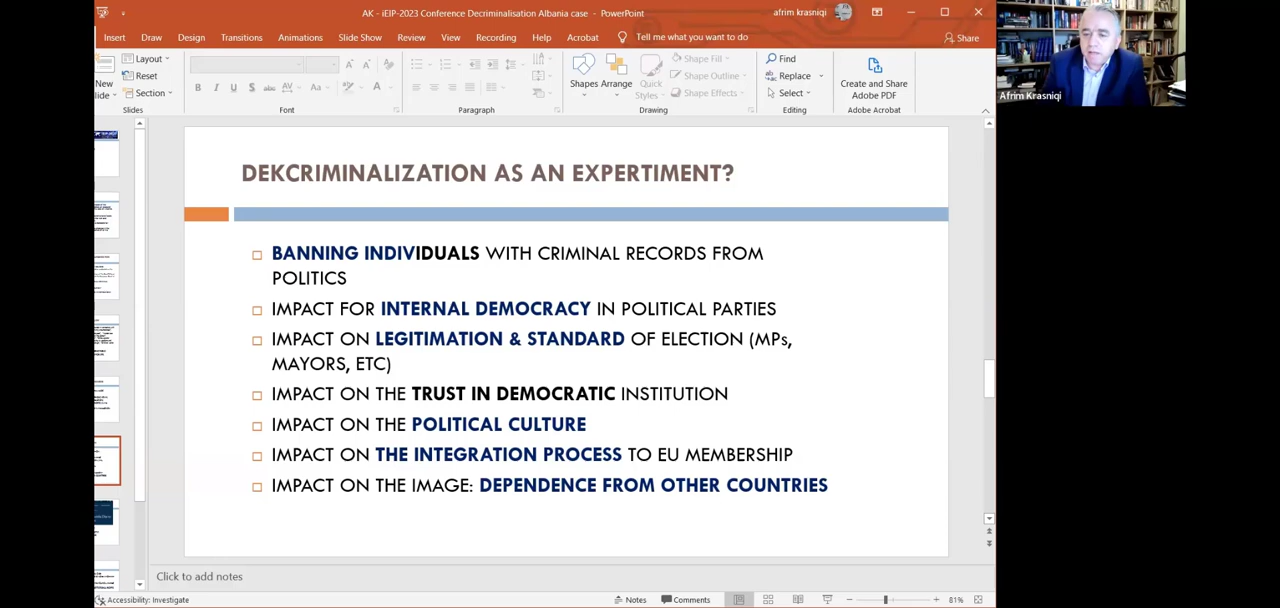 AK - iEIP-2023 Conference Decriminalisation Albania case - PowerPoint
afrim krasniqi
Insert Draw Design Transitions Animations Slide Show Review View Recording Help Acrobat Tell me what you want to do Share
Layout
Reset
Section
New
Slides
Font
Paragraph
Shapes Arrange Quick Styles
Shape Fill
Shape Outline
Shape Effects
Drawing
Find
Replace
Select
Editing
Create and Share
Adobe PDF
Adobe Acrobat
Afrim Krasniqi
DEKCRIMINALIZATION AS AN EXPERTIMENT?
BANNING INDIVIDUALS WITH CRIMINAL RECORDS FROM
POLITICS
IMPACT FOR INTERNAL DEMOCRACY IN POLITICAL PARTIES
IMPACT ON LEGITIMATION & STANDARD OF ELECTION (MPs,
MAYORS, ETC)
IMPACT ON THE TRUST IN DEMOCRATIC INSTITUTION
IMPACT ON THE POLITICAL CULTURE
IMPACT ON THE INTEGRATION PROCESS TO EU MEMBERSHIP
IMPACT ON THE IMAGE: DEPENDENCE FROM OTHER COUNTRIES
Click to add notes
Accessibility: Investigate
Notes Comments 81%